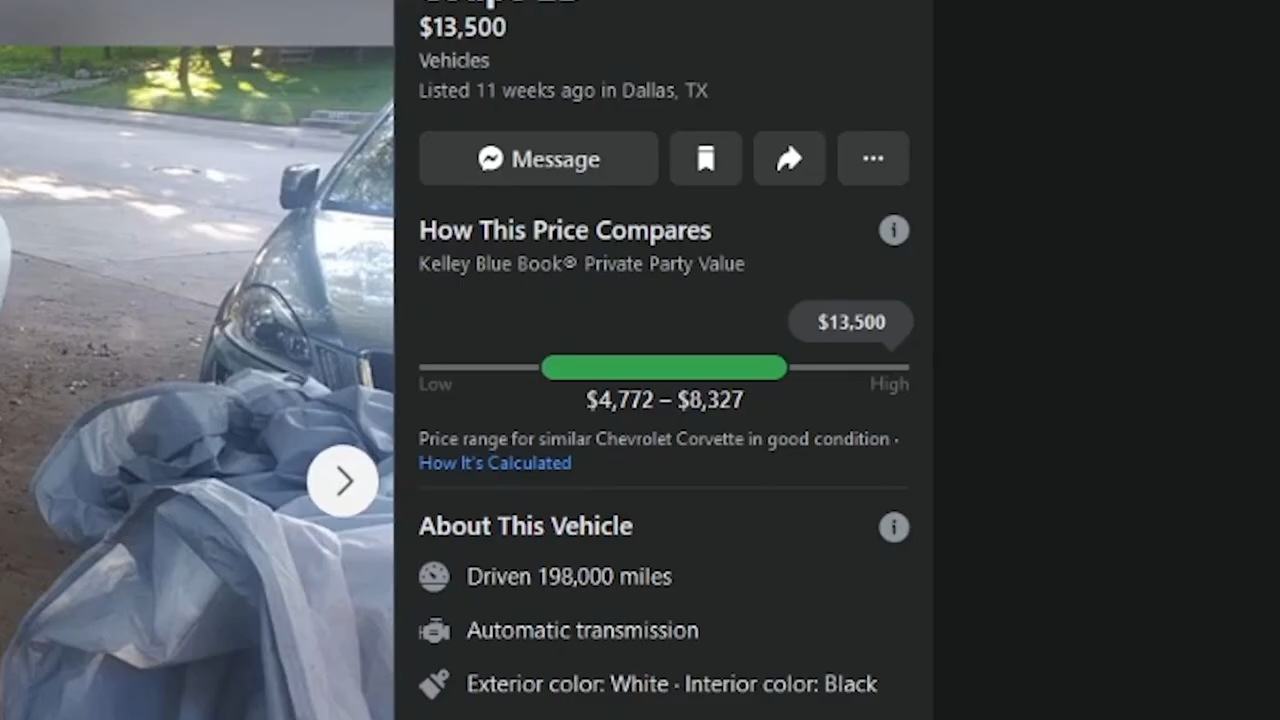 $13,500
Vehicles
Listed 11 weeks ago in Dallas, TX
Message
How This Price Compares
Kelley Blue Book® Private Party Value
$13,500
Low
High
$4,772 – $8,327
Price range for similar Chevrolet Corvette in good condition ·
How It's Calculated
About This Vehicle
Driven 198,000 miles
Automatic transmission
Exterior color: White · Interior color: Black